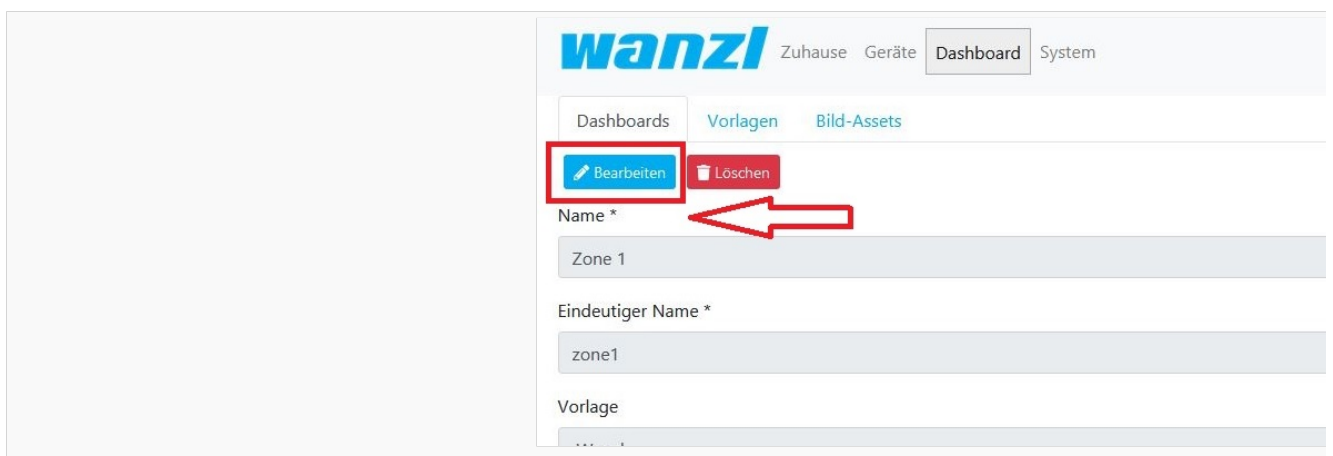 wanzl Zuhause Geräte Dashboard System
Dashboards Vorlagen Bild-Assets
Bearbeiten Löschen
Name *
Zone 1
Eindeutiger Name *
zone1
Vorlage